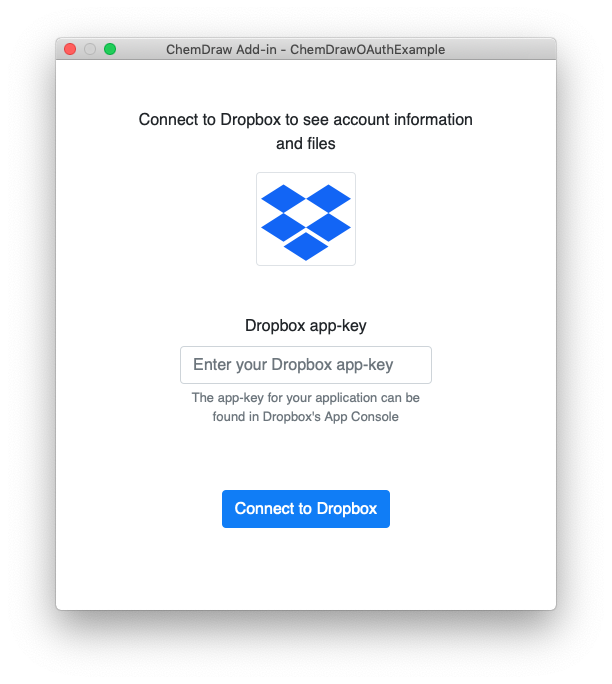 ChemDraw Add-in - ChemDrawOAuthExample
Connect to Dropbox to see account information
and files
Dropbox app-key
Enter your Dropbox app-key
The app-key for your application can be
found in Dropbox's App Console
Connect to Dropbox